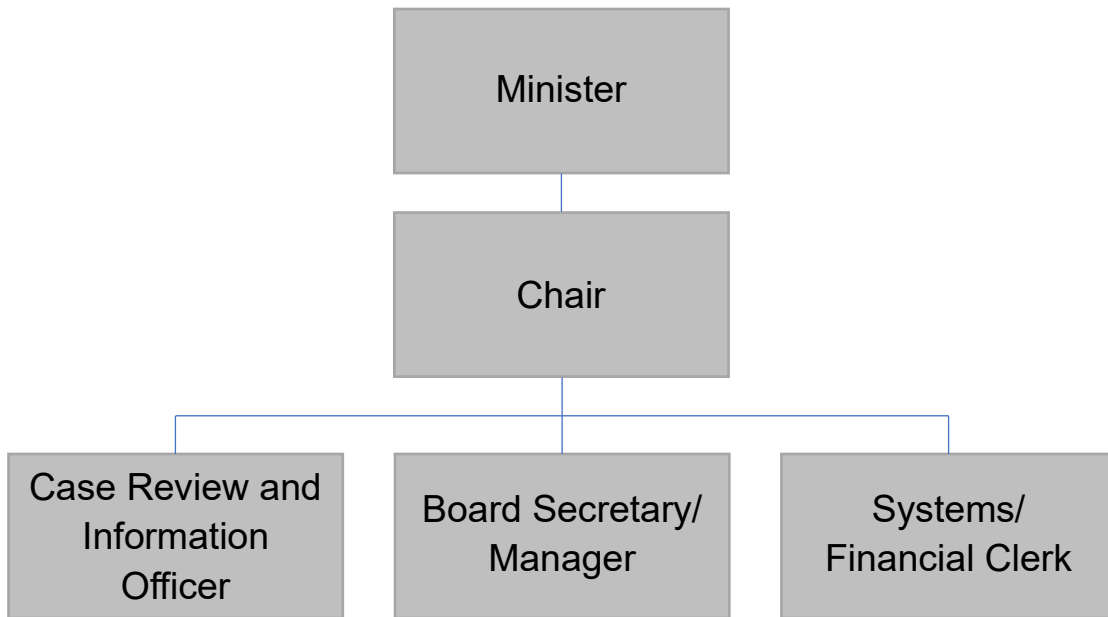 Minister
Chair
Case Review and
Information
Officer
Board Secretary/
Manager
Systems/
Financial Clerk